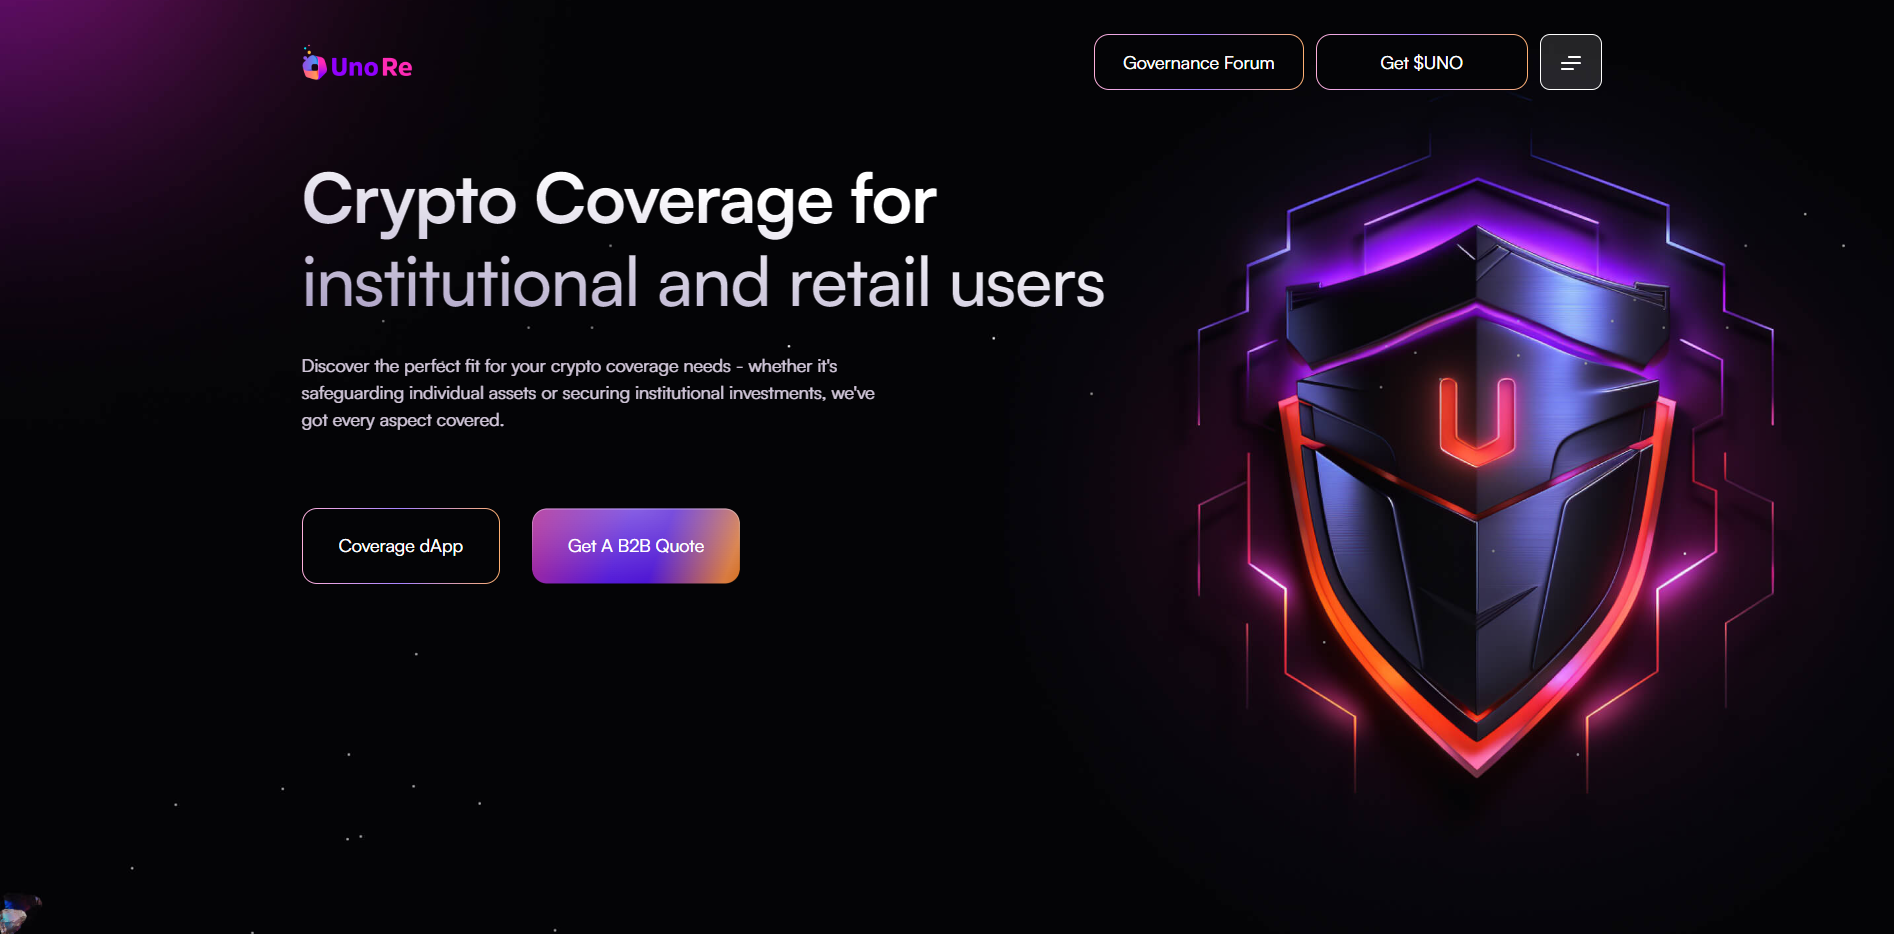 UnoRe
Governance Forum
Get $UNO
Crypto Coverage for
institutional and retail users
Discover the perfect fit for your crypto coverage needs - whether it's
safeguarding individual assets or securing institutional investments, we've
got every aspect covered.
Coverage dApp
Get A B2B Quote
U